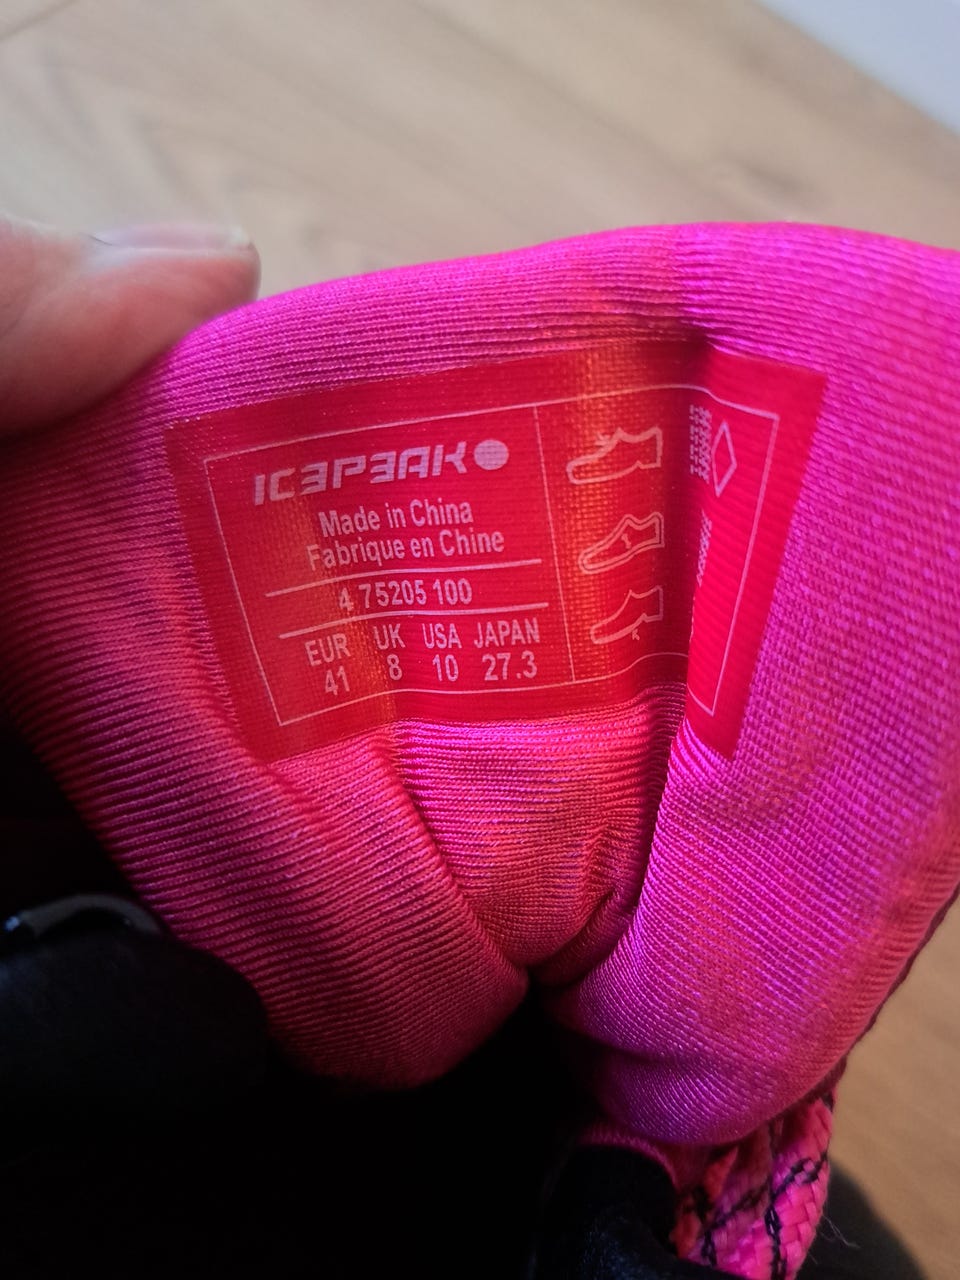 ICEPEAK
Made in China
Fabrique en Chine
4 75205 100
EUR UK USA JAPAN
41 8 10 27.3